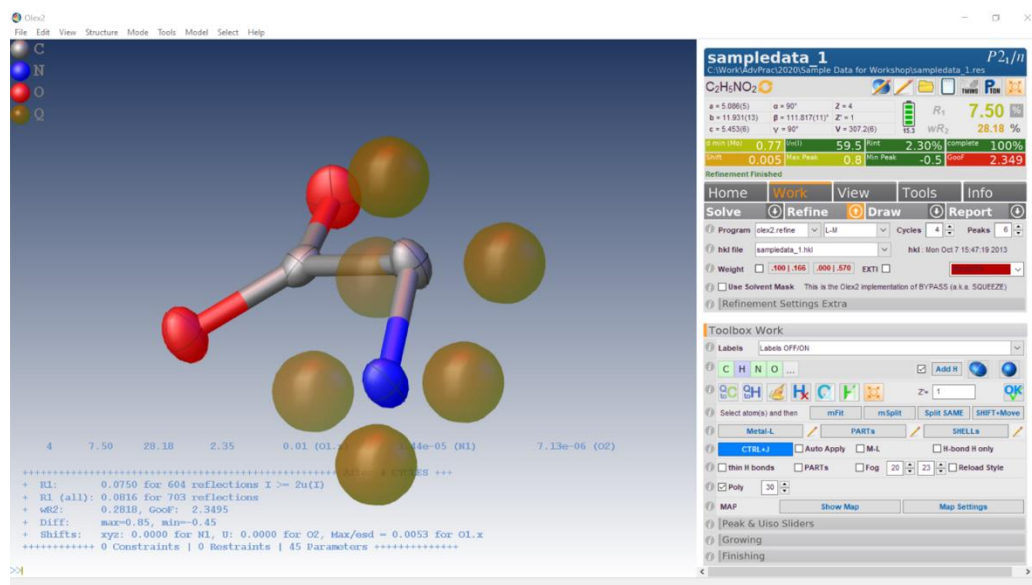 Olex2
File Edit View Structure Mode Tools Model Select Help
C
N
O
Q
4 7.50 28.18 2.35 0.01 (O1.x) 44e-05 (N1) 7.13e-06 (O2)
++++++++++++++++++++++++++++++++++++++++++++++++ After 4 CYCLES +++
+ R1: 0.0750 for 604 reflections I >= 2u(I)
+ R1 (all): 0.0816 for 703 reflections
+ wR2: 0.2818, GooF: 2.3495
+ Diff: max=0.85, min=-0.45
+ Shifts: xyz: 0.0000 for N1, U: 0.0000 for O2, Max/esd = 0.0053 for O1.x
++++++++++++ 0 Constraints | 0 Restraints | 45 Parameters ++++++++++++++
>>
sampledata_1 P2₁/n
C:\Work\AdvPrac\2020\Sample Data for Workshop\sampledata_1.res
C₂H₅NO₂
TWINS PLTON
a = 5.086(5) α = 90° Z = 4
b = 11.931(13) β = 111.817(11)° Z' = 1
c = 5.453(6) γ = 90° V = 307.2(6)
13.3 R₁ 7.50 %
wR₂ 28.18 %
d min (Mo) 0.77 I/σ(I) 59.5 Rint 2.30% complete 100%
Shift 0.005 Max Peak 0.8 Min Peak -0.5 GooF 2.349
Refinement Finished
Home Work View Tools Info
Solve Refine Draw Report
Program olex2.refine L-M Cycles 4 Peaks 6
hkl file sampledata_1.hkl hkl : Mon Oct 7 15:47:19 2013
Weight .100 | .166 .000 | .570 EXTI
Use Solvent Mask This is the Olex2 implementation of BYPASS (a.k.a. SQUEEZE)
Refinement Settings Extra
Toolbox Work
Labels Labels OFF/ON
C H N O ... Add H
Z'= 1 OK
Select atom(s) and then mFit mSplit Split SAME SHIFT+Move
Metal-L PARTs SHELLs
CTRL+J Auto Apply M-L H-bond H only
thin H bonds PARTs Fog 20 23 Reload Style
Poly 30
MAP Show Map Map Settings
Peak & Uiso Sliders
Growing
Finishing